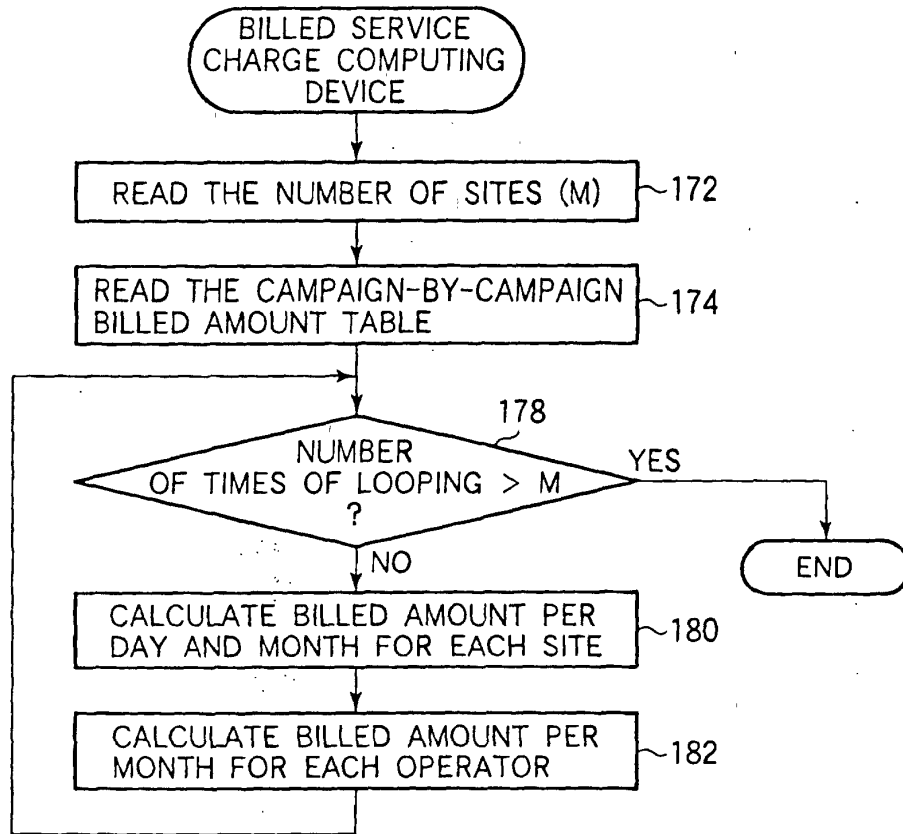 BILLED SERVICE
CHARGE COMPUTING
DEVICE
READ THE NUMBER OF SITES (M)
172
READ THE CAMPAIGN-BY-CAMPAIGN
BILLED AMOUNT TABLE
174
178
NUMBER
OF TIMES OF LOOPING > M
?
YES
NO
END
CALCULATE BILLED AMOUNT PER
DAY AND MONTH FOR EACH SITE
180
CALCULATE BILLED AMOUNT PER
MONTH FOR EACH OPERATOR
182